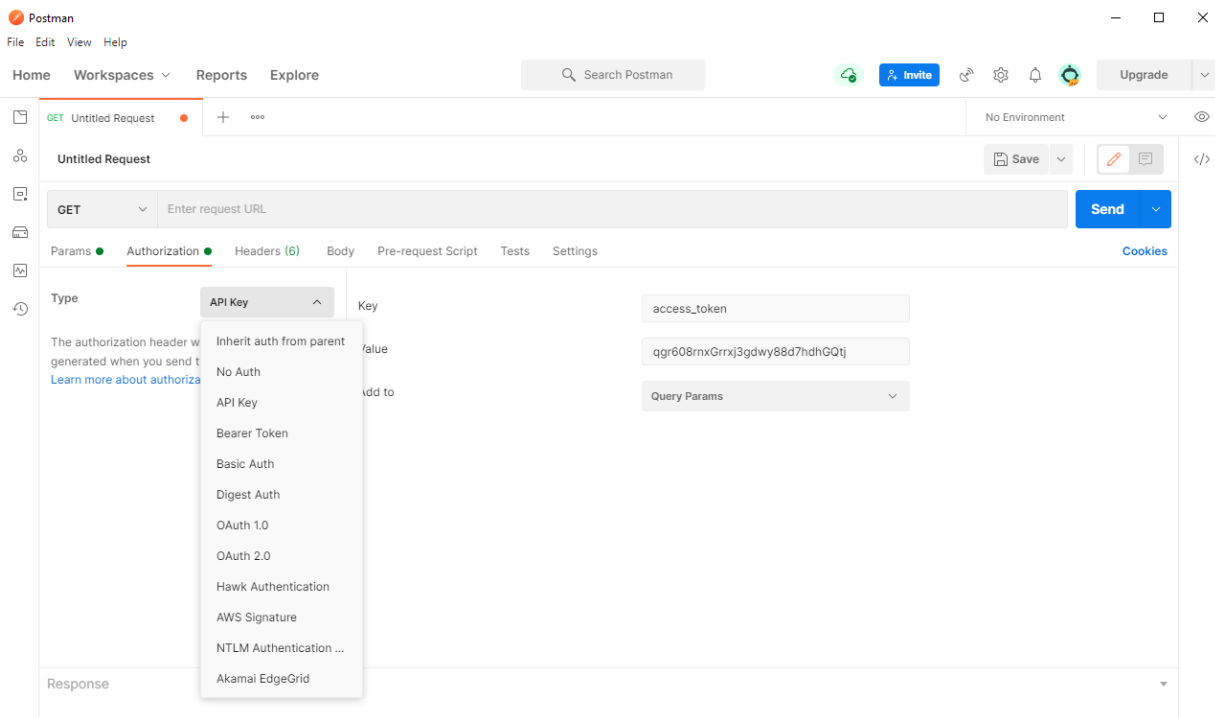 Postman
File Edit View Help
Home Workspaces Reports Explore Search Postman Invite Upgrade
GET Untitled Request No Environment
Untitled Request Save
GET Enter request URL Send
Params Authorization Headers (6) Body Pre-request Script Tests Settings Cookies
Type API Key Key access_token
The authorization header w
generated when you send t
Learn more about authoriza
Inherit auth from parent
No Auth
API Key
Bearer Token
Basic Auth
Digest Auth
OAuth 1.0
OAuth 2.0
Hawk Authentication
AWS Signature
NTLM Authentication ...
Akamai EdgeGrid
alue qgr608rnxGrrxj3gdwy88d7hdhGQtj
dd to Query Params
Response